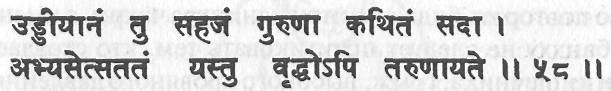 उड्डीयानं तु सहजं गुरुणा कथितं सदा ।
अभ्यसेत्सततं यस्तु वृद्धोऽपि तरुणायते ॥ ५८ ॥